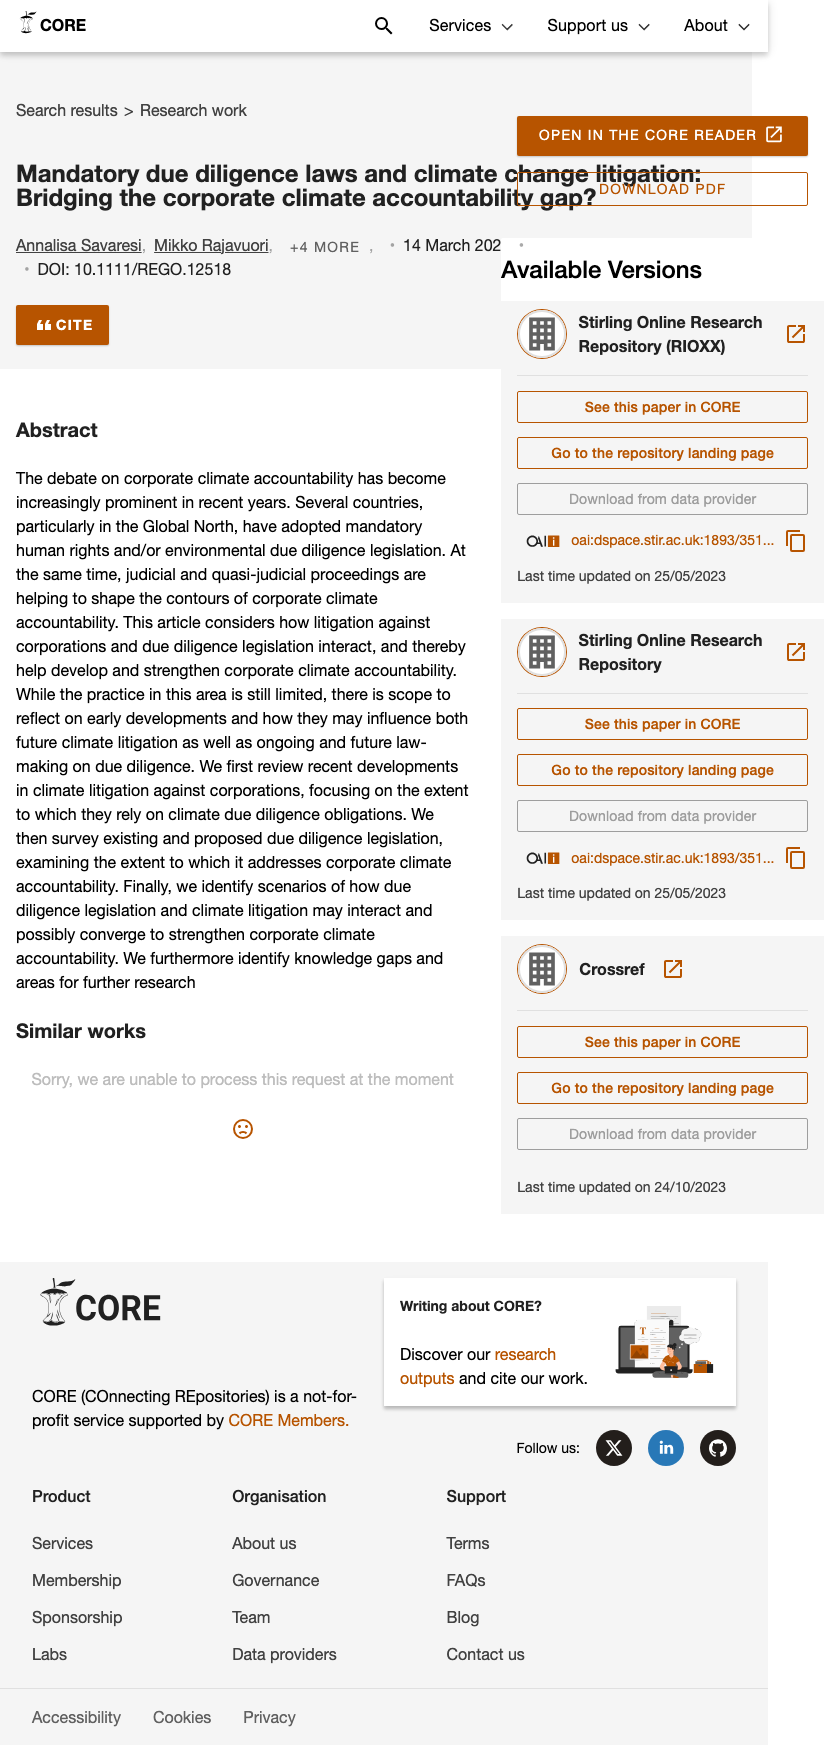 CORE
Services
Support us
About
Search results > Research work
OPEN IN THE CORE READER
DOWNLOAD PDF
Mandatory due diligence laws and climate change litigation:
Bridging the corporate climate accountability gap?
Annalisa Savaresi, Mikko Rajavuori, +4 MORE , • 14 March 202 •
• DOI: 10.1111/REGO.12518
CITE
Abstract
The debate on corporate climate accountability has become
increasingly prominent in recent years. Several countries,
particularly in the Global North, have adopted mandatory
human rights and/or environmental due diligence legislation. At
the same time, judicial and quasi-judicial proceedings are
helping to shape the contours of corporate climate
accountability. This article considers how litigation against
corporations and due diligence legislation interact, and thereby
help develop and strengthen corporate climate accountability.
While the practice in this area is still limited, there is scope to
reflect on early developments and how they may influence both
future climate litigation as well as ongoing and future law-
making on due diligence. We first review recent developments
in climate litigation against corporations, focusing on the extent
to which they rely on climate due diligence obligations. We
then survey existing and proposed due diligence legislation,
examining the extent to which it addresses corporate climate
accountability. Finally, we identify scenarios of how due
diligence legislation and climate litigation may interact and
possibly converge to strengthen corporate climate
accountability. We furthermore identify knowledge gaps and
areas for further research
Similar works
Sorry, we are unable to process this request at the moment
Available Versions
Stirling Online Research
Repository (RIOXX)
See this paper in CORE
Go to the repository landing page
Download from data provider
OAI oai:dspace.stir.ac.uk:1893/351...
Last time updated on 25/05/2023
Stirling Online Research
Repository
See this paper in CORE
Go to the repository landing page
Download from data provider
OAI oai:dspace.stir.ac.uk:1893/351...
Last time updated on 25/05/2023
Crossref
See this paper in CORE
Go to the repository landing page
Download from data provider
Last time updated on 24/10/2023
CORE
CORE (COnnecting REpositories) is a not-for-
profit service supported by CORE Members.
Writing about CORE?
Discover our research
outputs and cite our work.
Follow us:
Product
Services
Membership
Sponsorship
Labs
Organisation
About us
Governance
Team
Data providers
Support
Terms
FAQs
Blog
Contact us
Accessibility
Cookies
Privacy